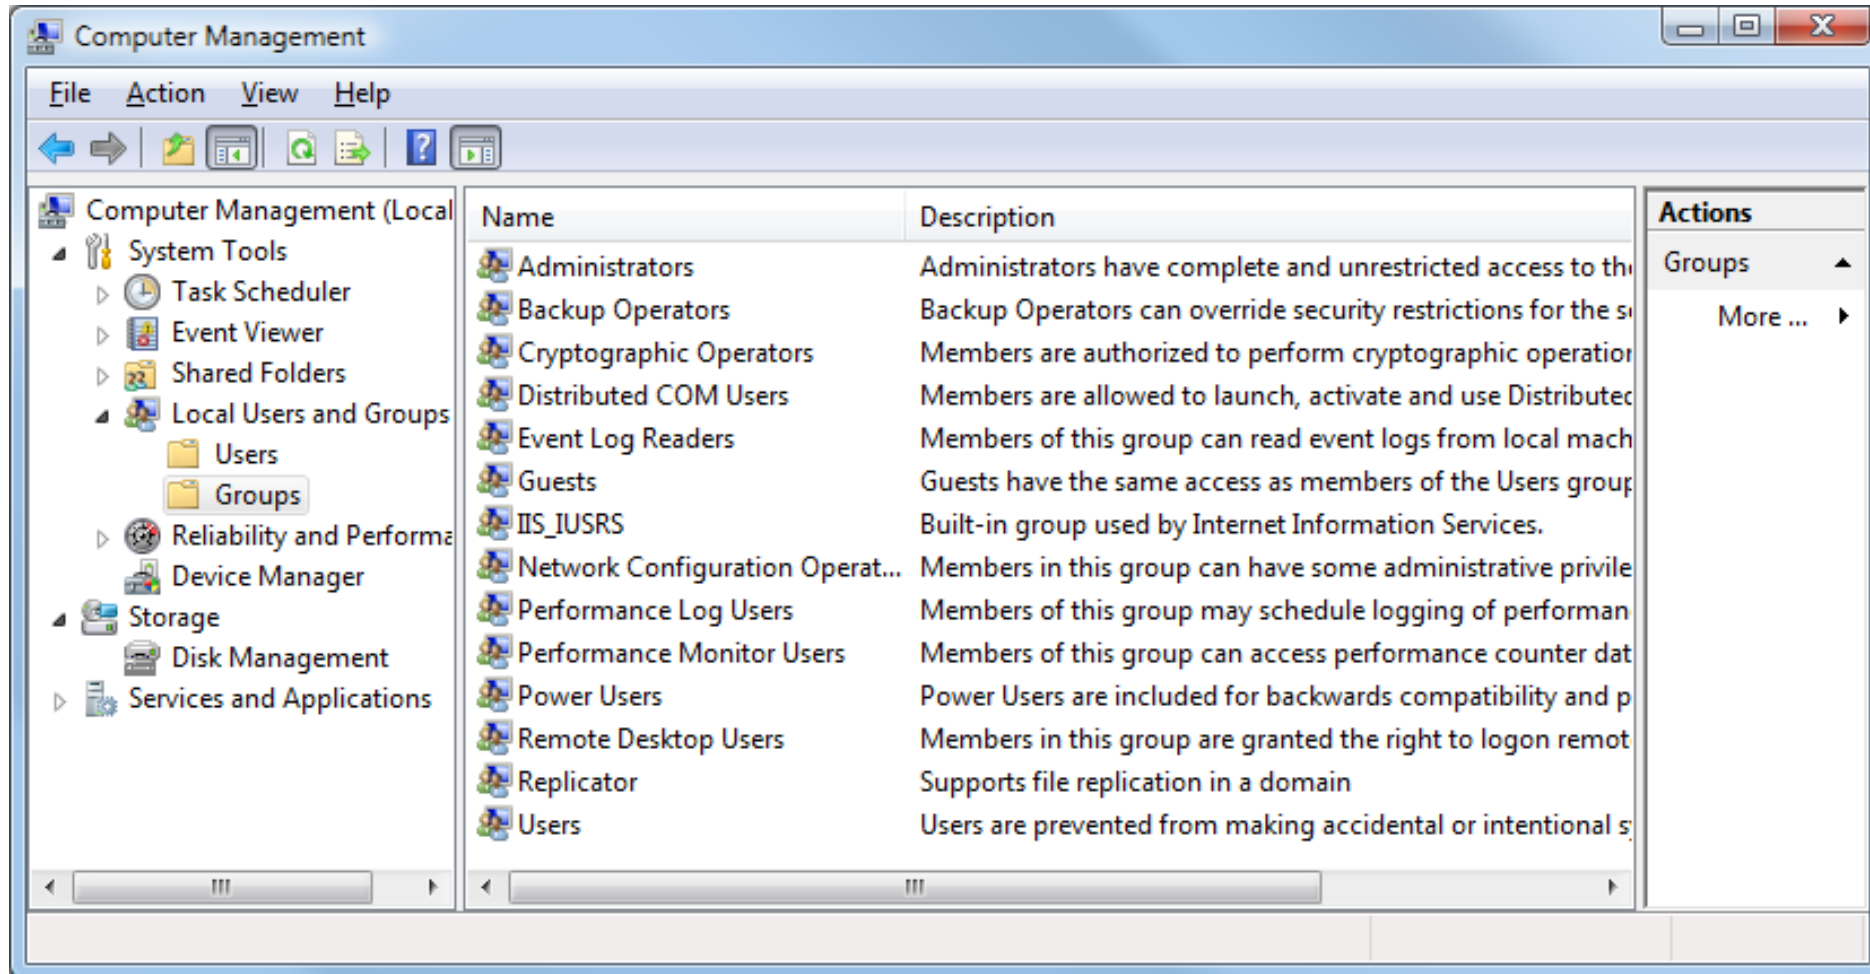 Computer Management
File Action View Help
Computer Management (Local
System Tools
Task Scheduler
Event Viewer
Shared Folders
Local Users and Groups
Users
Groups
Reliability and Performa
Device Manager
Storage
Disk Management
Services and Applications
Name Description
Administrators Administrators have complete and unrestricted access to the
Backup Operators Backup Operators can override security restrictions for the s
Cryptographic Operators Members are authorized to perform cryptographic operation
Distributed COM Users Members are allowed to launch, activate and use Distributed
Event Log Readers Members of this group can read event logs from local mach
Guests Guests have the same access as members of the Users group
IIS_IUSRS Built-in group used by Internet Information Services.
Network Configuration Operat... Members in this group can have some administrative privile
Performance Log Users Members of this group may schedule logging of performan
Performance Monitor Users Members of this group can access performance counter dat
Power Users Power Users are included for backwards compatibility and p
Remote Desktop Users Members in this group are granted the right to logon remot
Replicator Supports file replication in a domain
Users Users are prevented from making accidental or intentional s
Actions
Groups
More ...